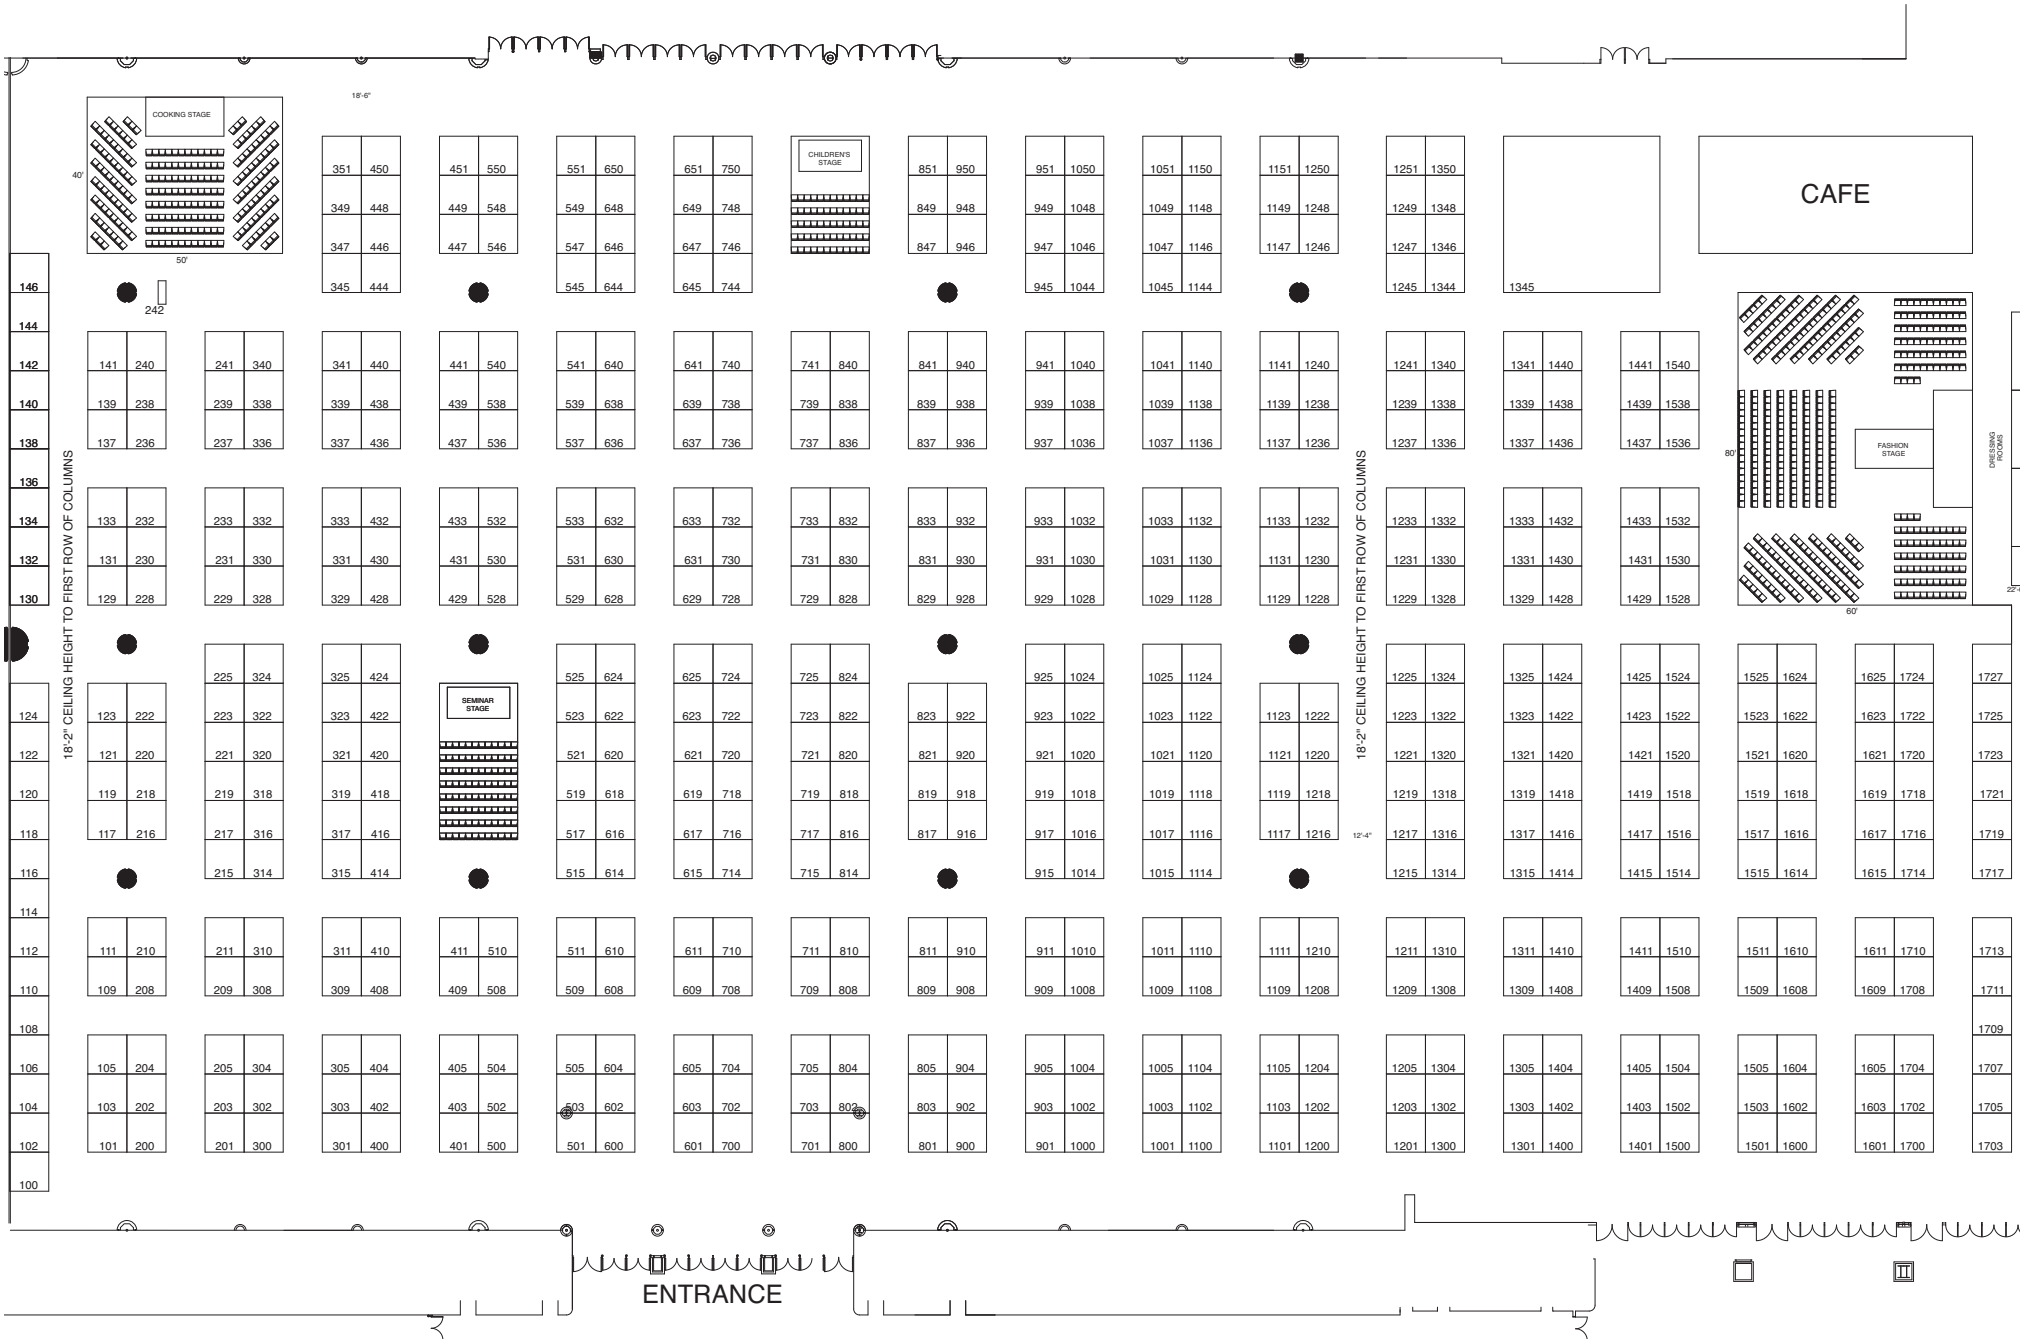 18'-6"
COOKING STAGE
CHILDREN'S
STAGE
40'
50'
CAFE
351 450 451 550 551 650 651 750 851 950 951 1050 1051 1150 1151 1250 1251 1350
349 448 449 548 549 648 649 748 849 948 949 1048 1049 1148 1149 1248 1249 1348
347 446 447 546 547 646 647 746 847 946 947 1046 1047 1146 1147 1246 1247 1346
146 345 444 545 644 645 744 945 1044 1045 1144 1245 1344 1345
242
144
142 141 240 241 340 341 440 441 540 541 640 641 740 741 840 841 940 941 1040 1041 1140 1141 1240 1241 1340 1341 1440 1441 1540
140 139 238 239 338 339 438 439 538 539 638 639 738 739 838 839 938 939 1038 1039 1138 1139 1238 1239 1338 1339 1438 1439 1538
138 137 236 237 336 337 436 437 536 537 636 637 736 737 836 837 936 937 1036 1037 1136 1137 1236 1237 1336 1337 1436 1437 1536
80'
FASHION
STAGE
DRESSING
ROOMS
18'-2" CEILING HEIGHT TO FIRST ROW OF COLUMNS
18'-2" CEILING HEIGHT TO FIRST ROW OF COLUMNS
136
134 133 232 233 332 333 432 433 532 533 632 633 732 733 832 833 932 933 1032 1033 1132 1133 1232 1233 1332 1333 1432 1433 1532
132 131 230 231 330 331 430 431 530 531 630 631 730 731 830 831 930 931 1030 1031 1130 1131 1230 1231 1330 1331 1430 1431 1530
130 129 228 229 328 329 428 429 528 529 628 629 728 729 828 829 928 929 1028 1029 1128 1129 1228 1229 1328 1329 1428 1429 1528
60'
225 324 325 424 525 624 625 724 725 824 925 1024 1025 1124 1225 1324 1325 1424 1425 1524 1525 1624 1625 1724 1727
SEMINAR
STAGE
124 123 222 223 322 323 422 523 622 623 722 723 822 823 922 923 1022 1023 1122 1123 1222 1223 1322 1323 1422 1423 1522 1523 1622 1623 1722 1725
122 121 220 221 320 321 420 521 620 621 720 721 820 821 920 921 1020 1021 1120 1121 1220 1221 1320 1321 1420 1421 1520 1521 1620 1621 1720 1723
120 119 218 219 318 319 418 519 618 619 718 719 818 819 918 919 1018 1019 1118 1119 1218 1219 1318 1319 1418 1419 1518 1519 1618 1619 1718 1721
118 117 216 217 316 317 416 517 616 617 716 717 816 817 916 917 1016 1017 1116 1117 1216 12'-4" 1217 1316 1317 1416 1417 1516 1517 1616 1617 1716 1719
116 215 314 315 414 515 614 615 714 715 814 915 1014 1015 1114 1215 1314 1315 1414 1415 1514 1515 1614 1615 1714 1717
114
112 111 210 211 310 311 410 411 510 511 610 611 710 711 810 811 910 911 1010 1011 1110 1111 1210 1211 1310 1311 1410 1411 1510 1511 1610 1611 1710 1713
110 109 208 209 308 309 408 409 508 509 608 609 708 709 808 809 908 909 1008 1009 1108 1109 1208 1209 1308 1309 1408 1409 1508 1509 1608 1609 1708 1711
108 1709
106 105 204 205 304 305 404 405 504 505 604 605 704 705 804 805 904 905 1004 1005 1104 1105 1204 1205 1304 1305 1404 1405 1504 1505 1604 1605 1704 1707
104 103 202 203 302 303 402 403 502 503 602 603 702 703 802 803 902 903 1002 1003 1102 1103 1202 1203 1302 1303 1402 1403 1502 1503 1602 1603 1702 1705
102 101 200 201 300 301 400 401 500 501 600 601 700 701 800 801 900 901 1000 1001 1100 1101 1200 1201 1300 1301 1400 1401 1500 1501 1600 1601 1700 1703
100
ENTRANCE